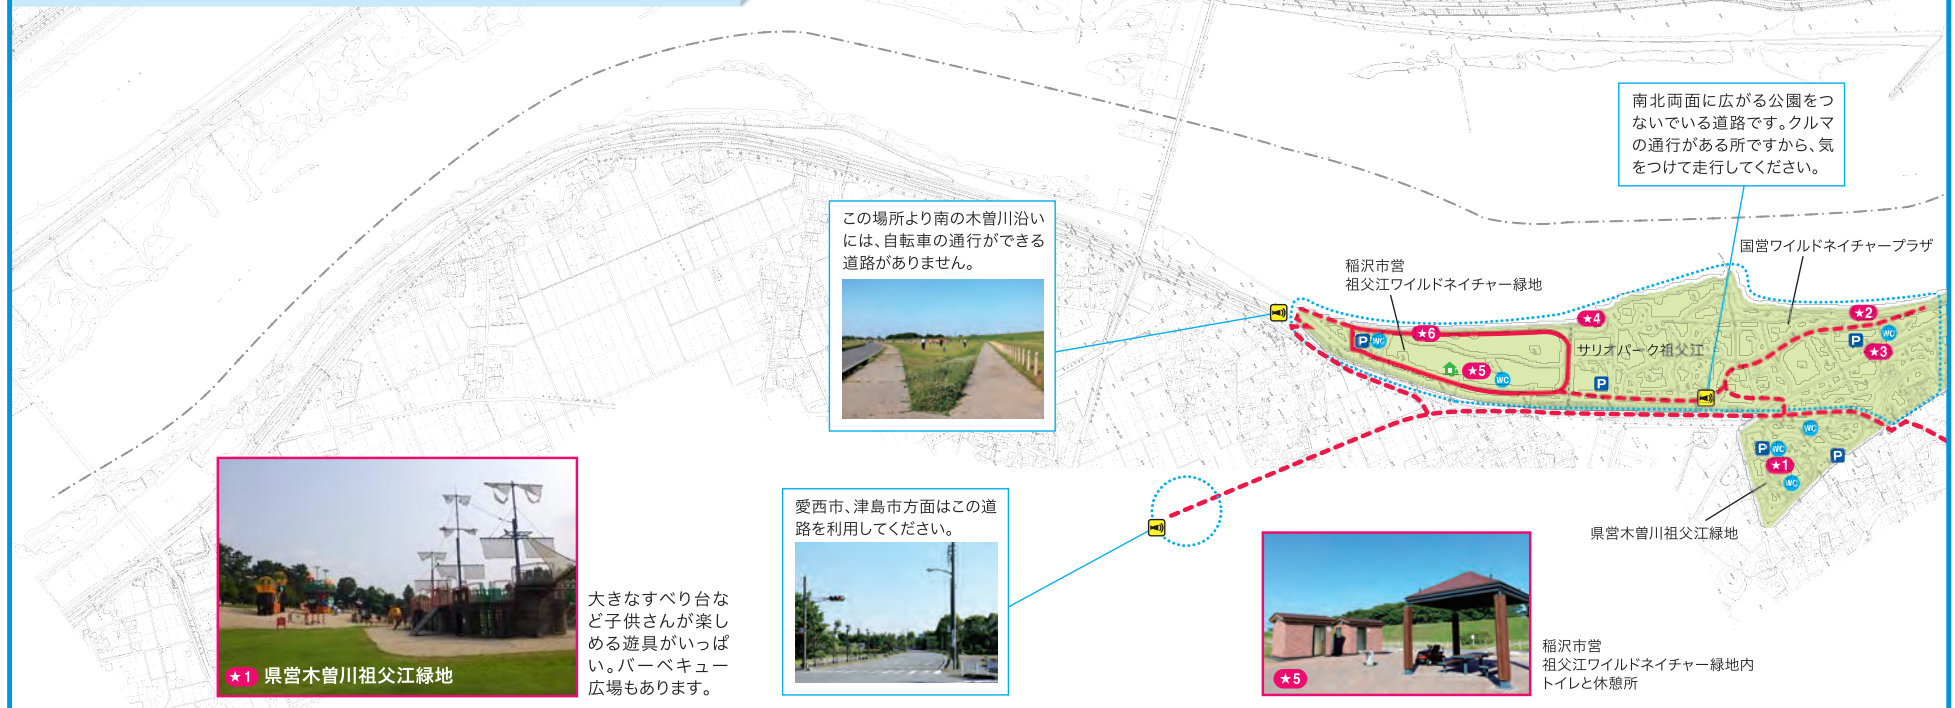 南北両面に広がる公園をつ
ないでいる道路です。クルマ
の通行がある所ですから、気
をつけて走行してください。
この場所より南の木曽川沿い
には、自転車の通行ができる
道路がありません。
国営ワイルドネイチャープラザ
稲沢市営
祖父江ワイルドネイチャー緑地
★2
★4
★6
P WC
WC
P
★3
サリオパーク祖父江
★5
WC
P
WC
P WC
P
★1
WC
県営木曽川祖父江緑地
愛西市、津島市方面はこの道
路を利用してください。
★1 県営木曽川祖父江緑地
大きなすべり台な
ど子供さんが楽し
める遊具がいっぱ
い。バーベキュー
広場もあります。
★5
稲沢市営
祖父江ワイルドネイチャー緑地内
トイレと休憩所